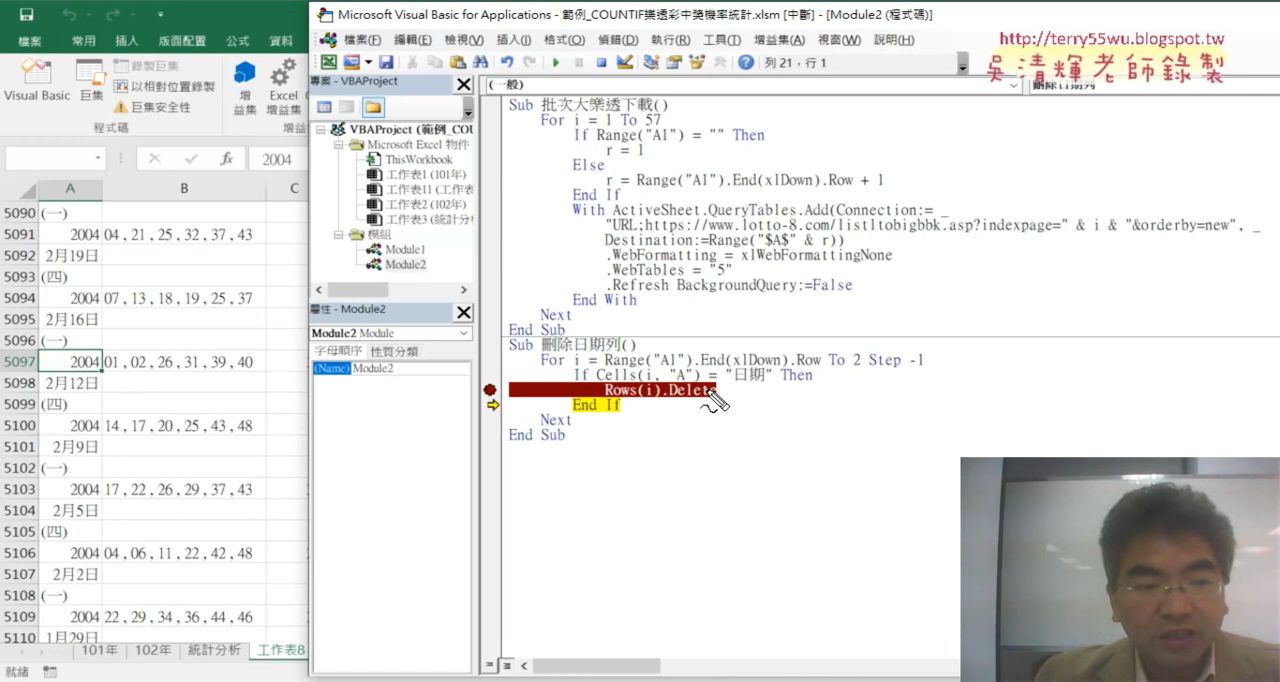 Microsoft Visual Basic for Applications - 範例_COUNTIF樂透彩中獎機率統計.xlsm [中斷] - [Module2 (程式碼)]
http://terry55wu.blogspot.tw
吳清輝老師錄製
檔案 常用 插入 版面配置 公式 資料
檔案(F) 編輯(E) 檢視(V) 插入(I) 格式(O) 偵錯(D) 執行(R) 工具(T) 增益集(A) 視窗(W) 說明(H)
列 21，行 1
Visual Basic 巨集
錄製巨集
以相對位置錄製
巨集安全性
程式碼
增益集
Excel 增益集
2004
A B C
5090 (一)
5091 2004 04 , 21 , 25 , 32 , 37 , 43
5092 2月19日
5093 (四)
5094 2004 07 , 13 , 18 , 19 , 25 , 37
5095 2月16日
5096 (一)
5097 2004 01 , 02 , 26 , 31 , 39 , 40
5098 2月12日
5099 (四)
5100 2004 14 , 17 , 20 , 25 , 43 , 48
5101 2月9日
5102 (一)
5103 2004 17 , 22 , 26 , 29 , 37 , 43
5104 2月5日
5105 (四)
5106 2004 04 , 06 , 11 , 22 , 42 , 48
5107 2月2日
5108 (一)
5109 2004 22 , 29 , 34 , 36 , 44 , 46
5110 1月29日
101年 102年 統計分析 工作表8
就緒
專案 - VBAProject
VBAProject (範例_COU
Microsoft Excel 物件
ThisWorkbook
工作表1 (101年)
工作表11 (工作表
工作表2 (102年)
工作表3 (統計分析
模組
Module1
Module2
屬性 - Module2
Module2 Module
字母順序 性質分類
(Name) Module2
(一般)
刪除日期列
Sub 批次大樂透下載()
For i = 1 To 57
If Range("A1") = "" Then
r = 1
Else
r = Range("A1").End(xlDown).Row + 1
End If
With ActiveSheet.QueryTables.Add(Connection:= _
"URL;https://www.lotto-8.com/listltobigbbk.asp?indexpage=" & i & "&orderby=new", _
Destination:=Range("$A$" & r))
.WebFormatting = xlWebFormattingNone
.WebTables = "5"
.Refresh BackgroundQuery:=False
End With
Next
End Sub
Sub 刪除日期列()
For i = Range("A1").End(xlDown).Row To 2 Step -1
If Cells(i, "A") = "日期" Then
Rows(i).Delete
End If
Next
End Sub